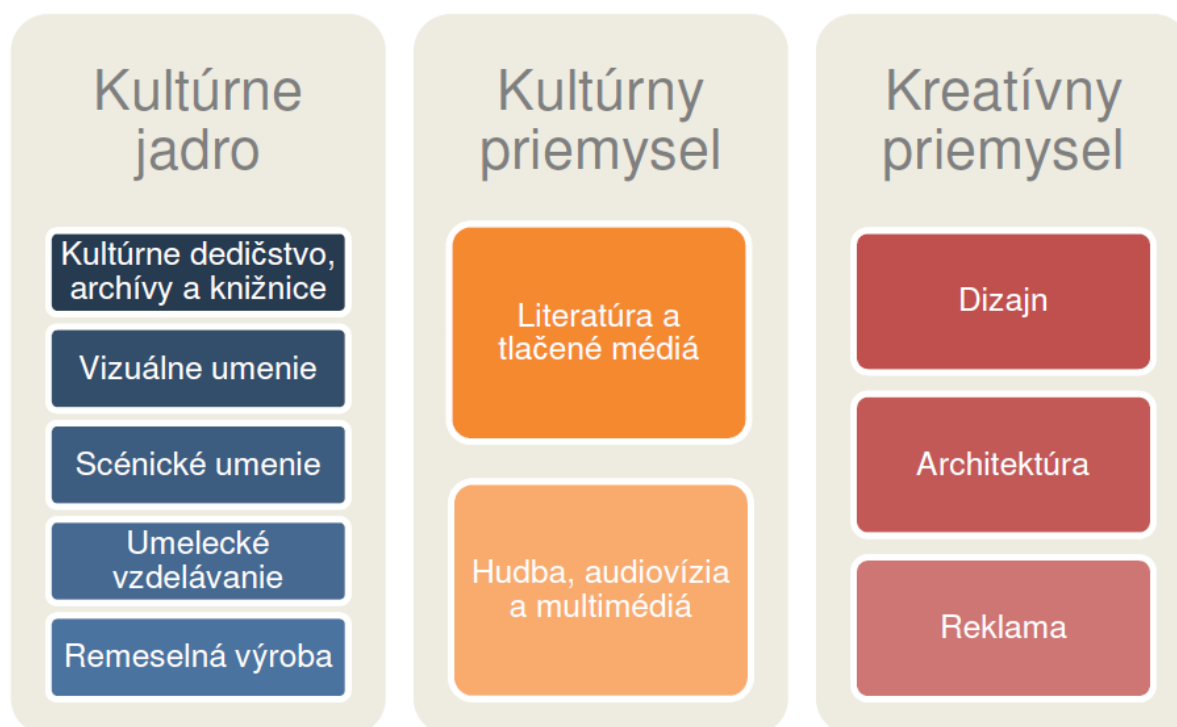 Kultúrne
jadro
Kultúrne dedičstvo,
archívy a knižnice
Vizuálne umenie
Scénické umenie
Umelecké
vzdelávanie
Remeselná výroba
Kultúrny
priemysel
Literatúra a
tlačené médiá
Hudba, audiovízia
a multimédiá
Kreatívny
priemysel
Dizajn
Architektúra
Reklama